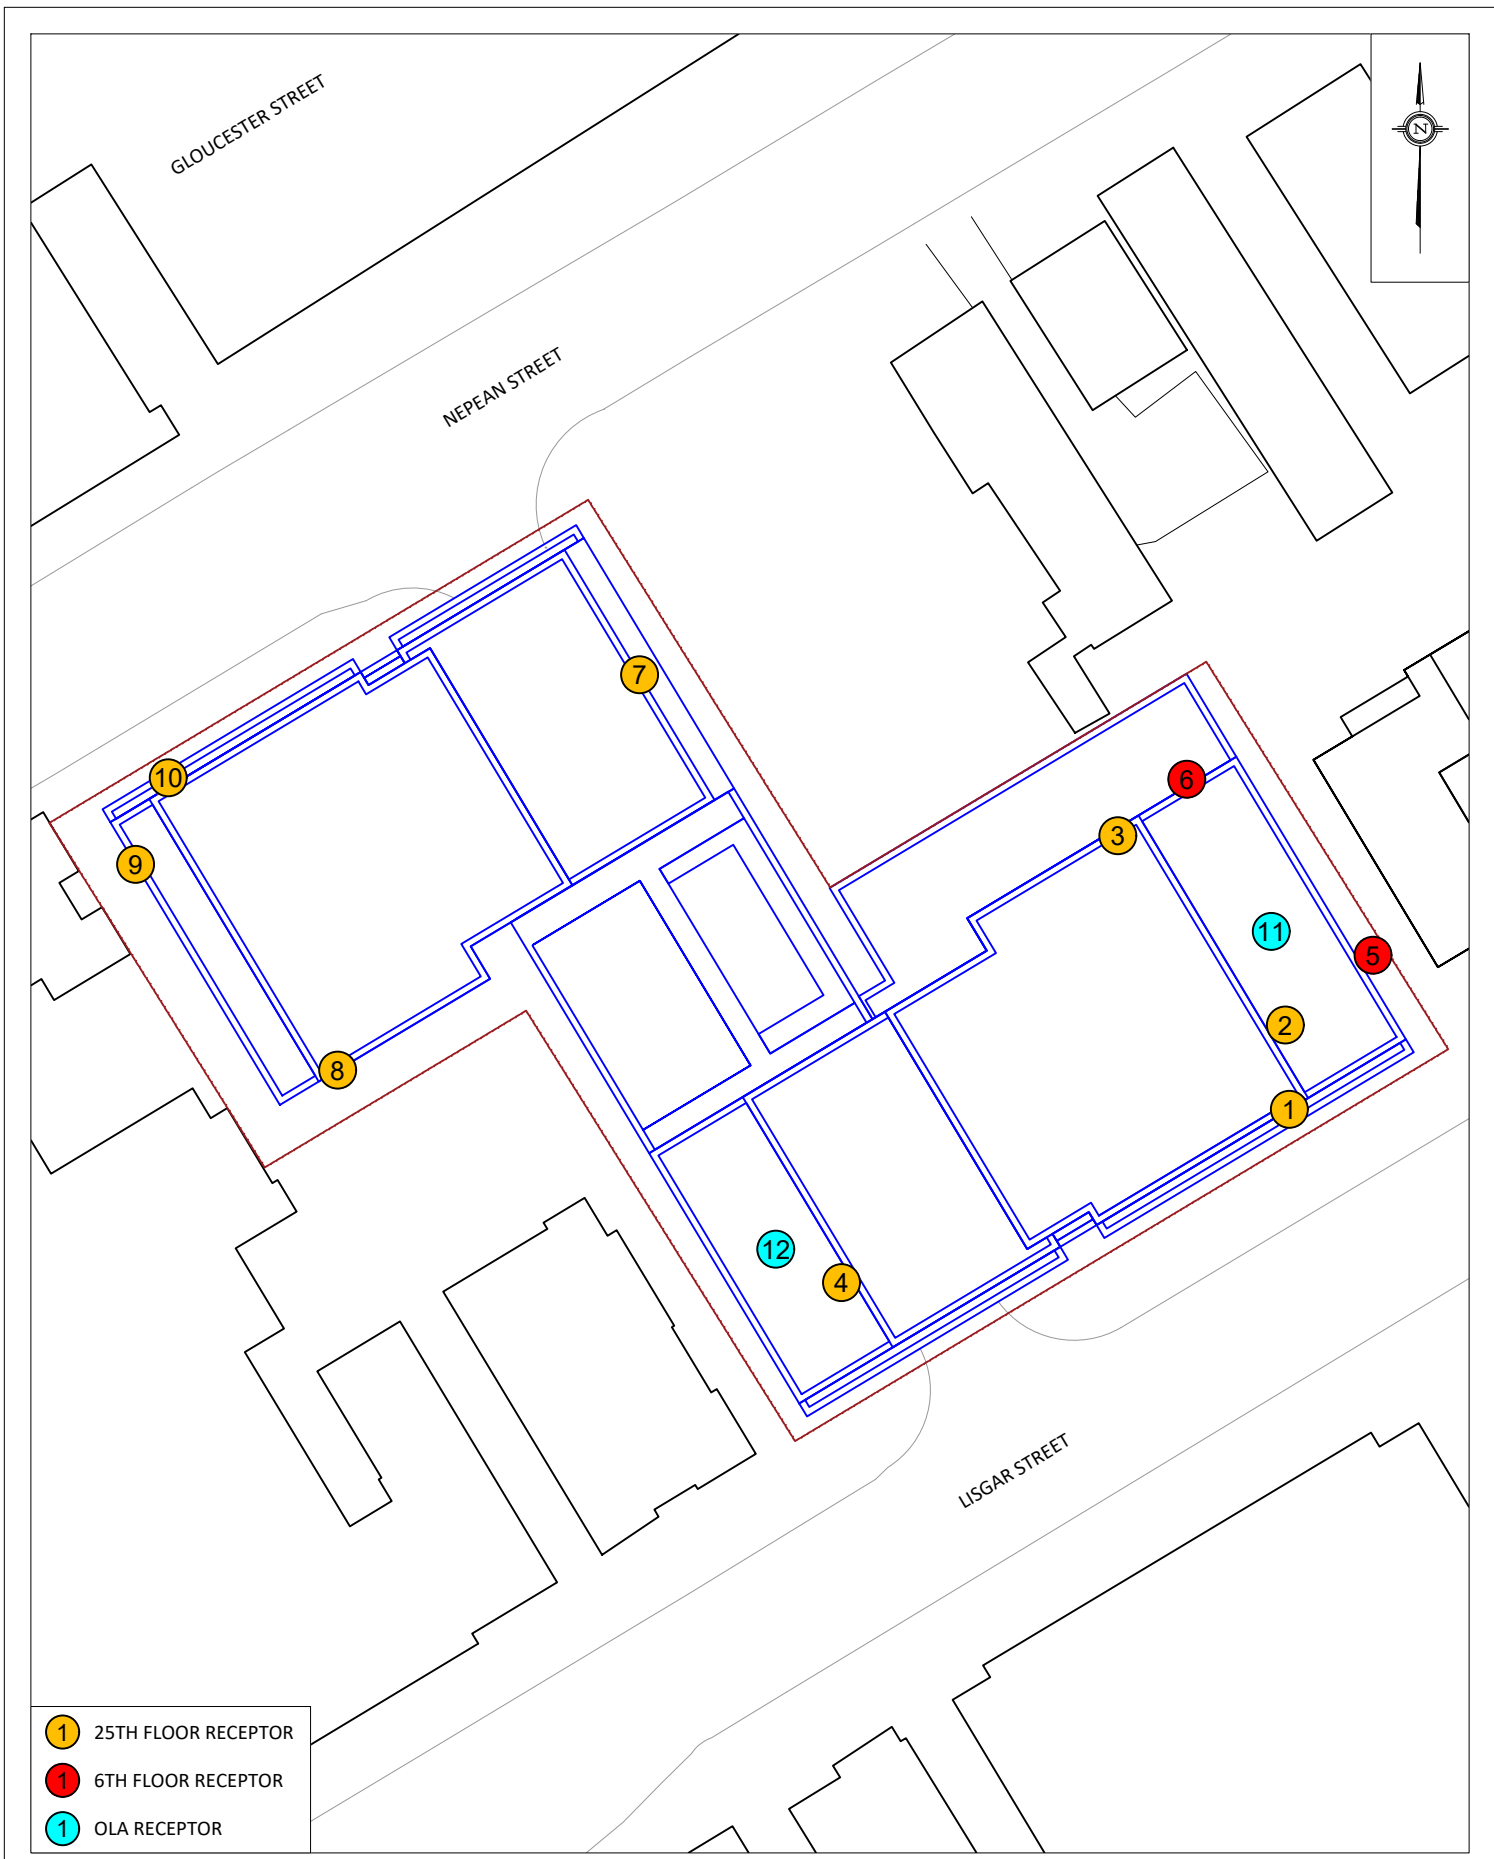 GLOUCESTER STREET
N
NEPEAN STREET
7
10
6
3
9
11
5
2
8
1
12
4
LISGAR STREET
1 25TH FLOOR RECEPTOR
1 6TH FLOOR RECEPTOR
1 OLA RECEPTOR